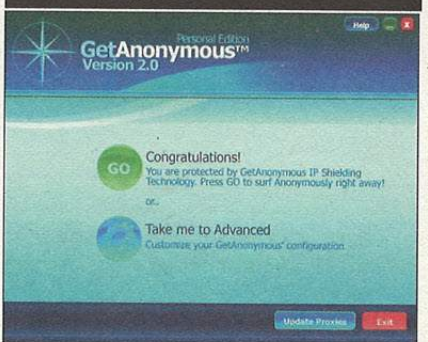 Help
X
Personal Edition
GetAnonymous™
Version 2.0
GO
Congratulations!
You are protected by GetAnonymous IP Shielding
Technology. Press GO to surf Anonymously right away!
or..
Take me to Advanced
Customize your GetAnonymous' configuration
Update Proxies
Exit